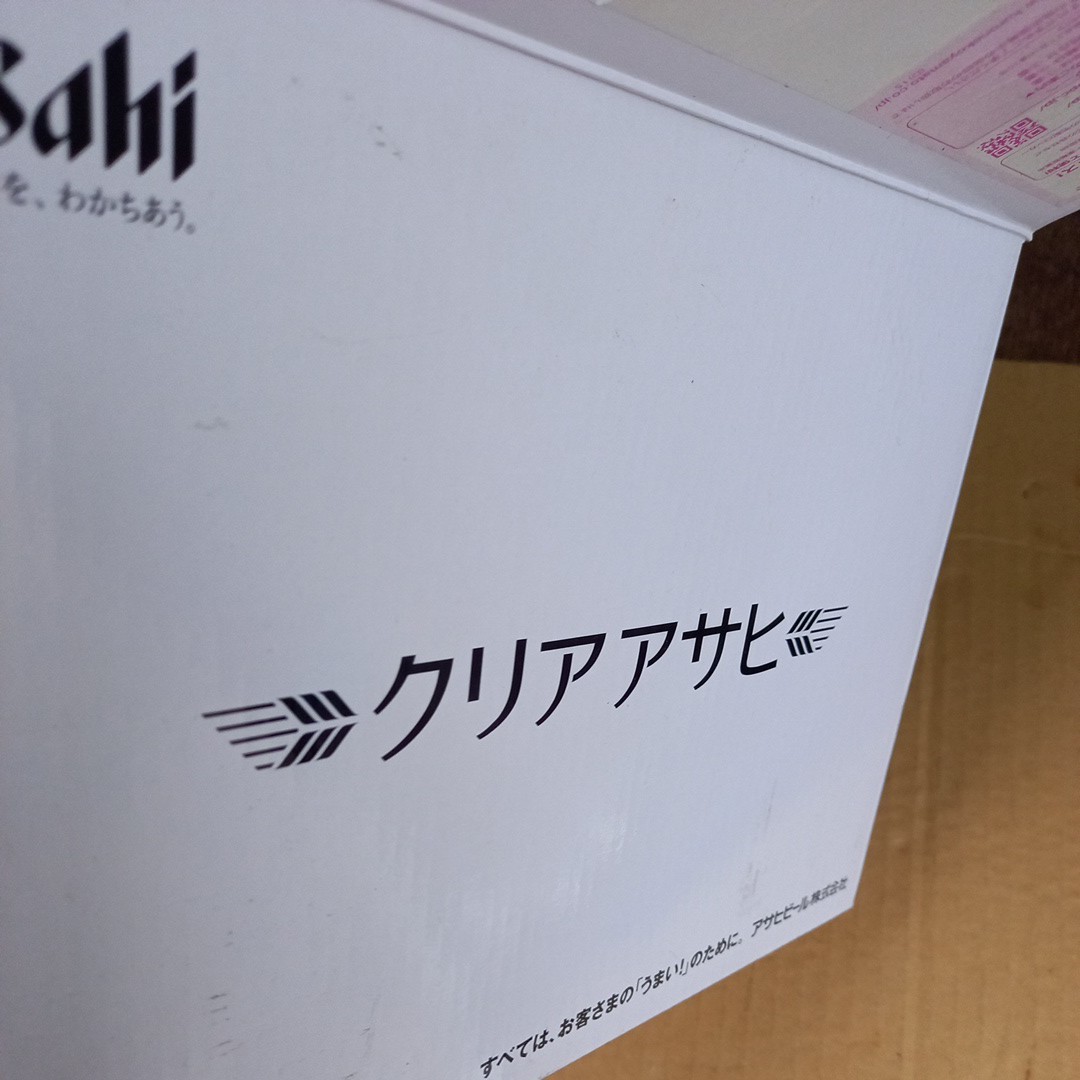 sahi
を、わかちあう。
クリアアサヒ
すべては、お客さまの「うまい!」のために。アサヒビール株式会社